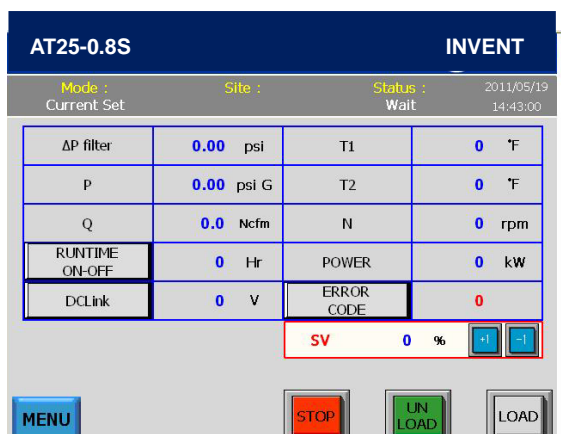 AT25-0.8S INVENT
Mode : Site : Status : 2011/05/19
Current Set Wait 14:43:00
ΔP filter 0.00 psi T1 0 °F
P 0.00 psi G T2 0 °F
Q 0.0 Ncfm N 0 rpm
RUNTIME
ON-OFF 0 Hr POWER 0 kW
DCLink 0 V ERROR
CODE 0
SV 0 % +1 -1
MENU STOP UN
LOAD LOAD